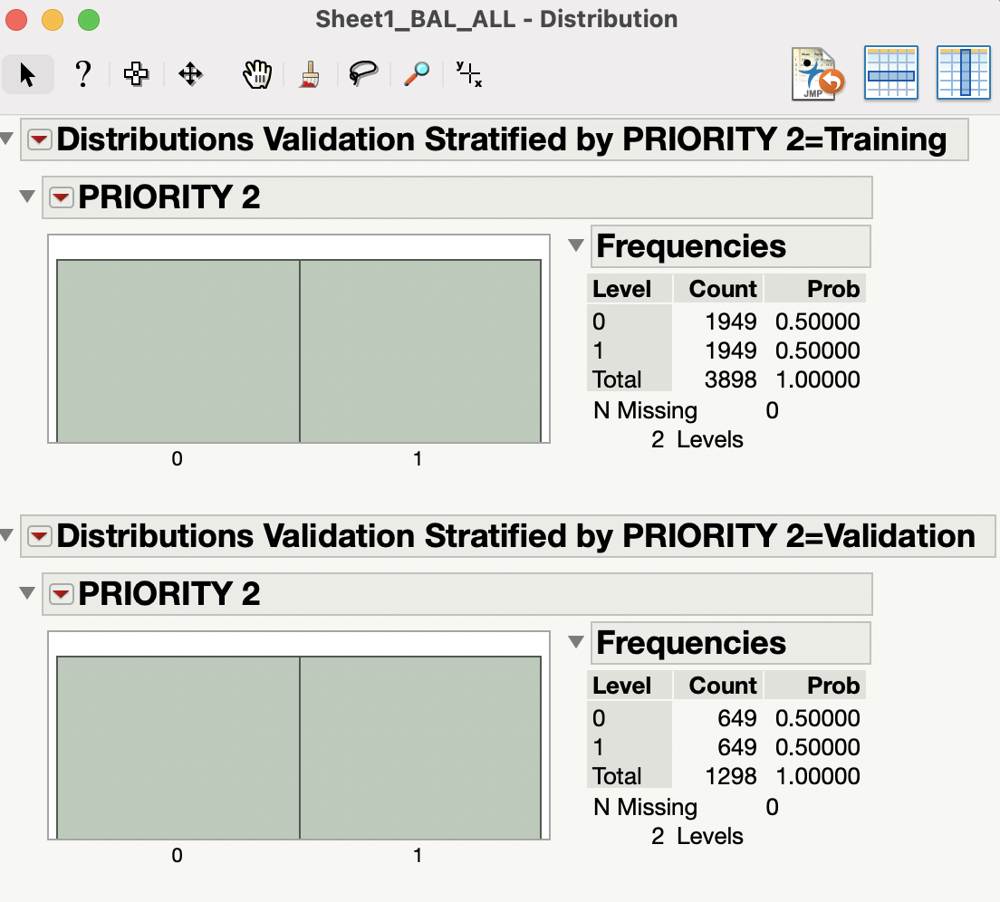 Sheet1_BAL_ALL - Distribution
? y x JMP
Distributions Validation Stratified by PRIORITY 2=Training
PRIORITY 2
Frequencies
Level Count Prob
0 1949 0.50000
1 1949 0.50000
Total 3898 1.00000
N Missing 0
2 Levels
0 1
Distributions Validation Stratified by PRIORITY 2=Validation
PRIORITY 2
Frequencies
Level Count Prob
0 649 0.50000
1 649 0.50000
Total 1298 1.00000
N Missing 0
2 Levels
0 1